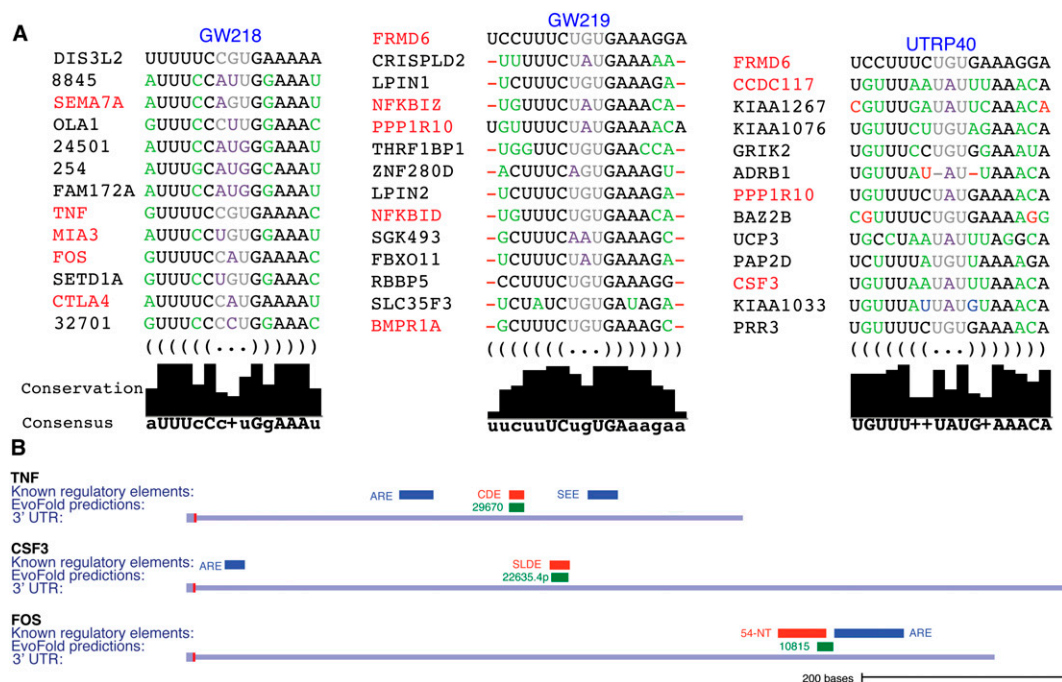 A
GW218
DIS3L2 UUUUUCCGUGAAAAA
8845 AUUUCCAUUGGAAAU
SEMA7A AUUUCCAGUGGAAAU
OLA1 GUUUCCCUUGGAAAC
24501 GUUUCCAUGGGAAAC
254 GUUUGCAUGGCAAAC
FAM172A AUUUCCAUGGGAAAU
TNF GUUUUCCGUGAAAAC
MIA3 AUUUCCUGUGGAAAU
FOS GUUUUCCAUGAAAAC
SETD1A GUUUCCUGUGGAAAC
CTLA4 AUUUUCCAUGAAAAU
32701 GUUUCCCCUGGAAAC
((((((...))))))
Conservation
Consensus aUUUcCc+uGgAAAu
GW219
FRMD6 UCCUUUCUGUGAAAGGA
CRISPLD2 -UUUUUCUAUGAAAAA-
LPIN1 -UCUUUCUGUGAAAGA-
NFKBIZ -UGUUUCUAUGAAACA-
PPP1R10 UGUUUUCUAUGAAAACA
THRF1BP1 -UGGUUCUGUGAACCA-
ZNF280D -ACUUUCAGUGAAAGU-
LPIN2 -UCUUUCUGUGAAAGA-
NFKBID -UGUUUCUGUGAAACA-
SGK493 -GCUUUCAAUGAAAGC-
FBXO11 -UCUUUCUAUGAAAGA-
RBBP5 -CCUUUCUGUGAAAGG-
SLC35F3 -UCUAUCUGUGAUAGA-
BMPR1A -GCUUUCUGUGAAAGC-
(((((((...)))))))
uucuuUCugUGAaagaa
UTRP40
FRMD6 UCCUUUCUGUGAAAGGA
CCDC117 UGUUUAAUAUUUAAACA
KIAA1267 CGUUUGAUAUUCAAACA
KIAA1076 UGUUUCUUGUAGAAACA
GRIK2 UGUUUCCUGUGGAAAUA
ADRB1 UGUUUAU-AU-UAAACA
PPP1R10 UGUUUUCUAUGAAAACA
BAZ2B CGUUUUCUGUGAAAAGG
UCP3 UGCCUAAUAUUUAGGCA
PAP2D UCUUUUAUAUUAAAAGA
CSF3 UGUUUAAUAUUUAAACA
KIAA1033 UGUUUAUUAUGUAAACA
PRR3 UGUUUUCUGUGAAAACA
(((((((...)))))))
UGUUU++UAUG+AAACA
B
TNF
Known regulatory elements: ARE CDE SEE
EvoFold predictions: 29670
3' UTR:
CSF3
Known regulatory elements: ARE SLDE
EvoFold predictions: 22635.4p
3' UTR:
FOS
Known regulatory elements: 54-NT ARE
EvoFold predictions: 10815
3' UTR:
200 bases